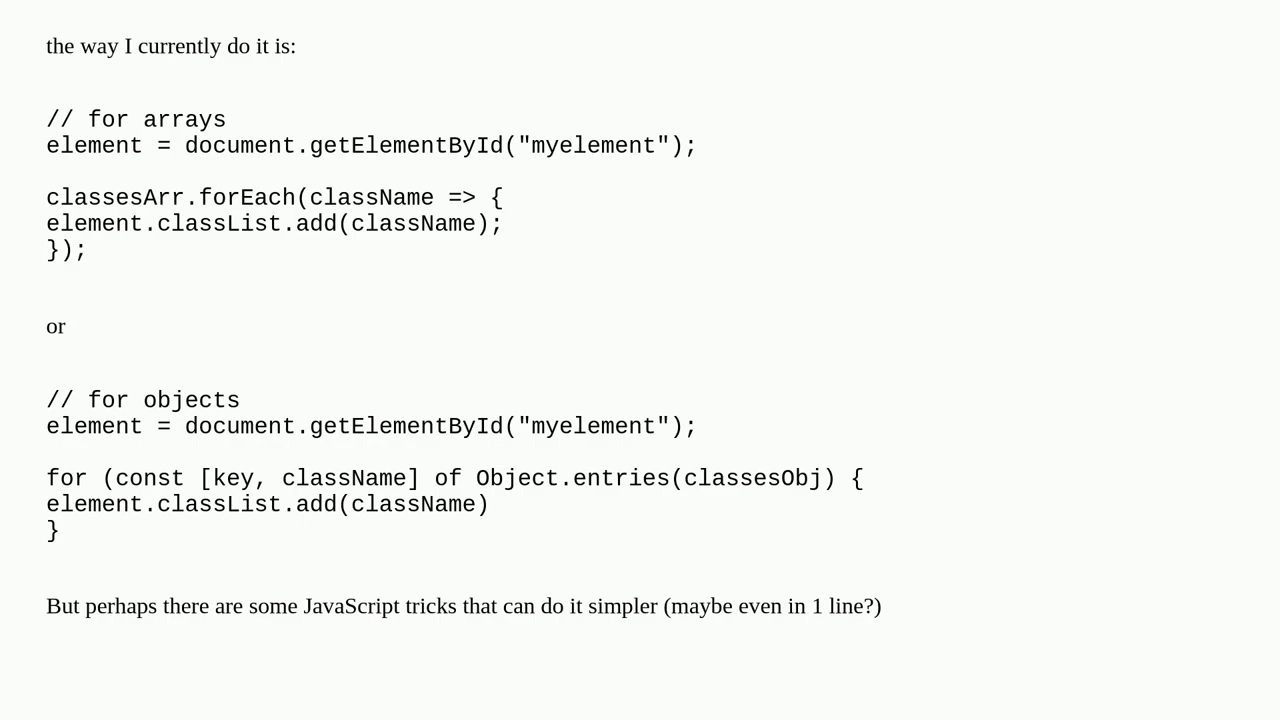 the way I currently do it is:
// for arrays
element = document.getElementById("myelement");
classesArr.forEach(className => {
element.classList.add(className);
});
or
// for objects
element = document.getElementById("myelement");
for (const [key, className] of Object.entries(classesObj) {
element.classList.add(className)
}
But perhaps there are some JavaScript tricks that can do it simpler (maybe even in 1 line?)